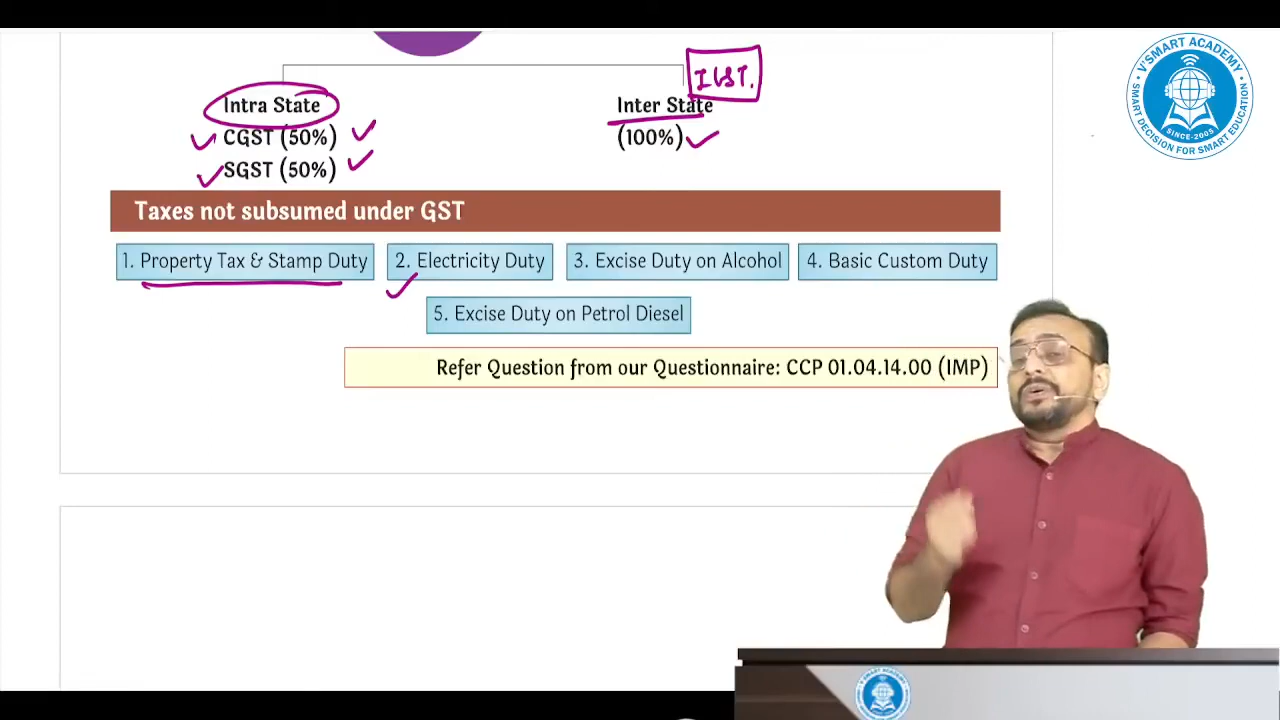 IGST.
Intra State
Inter State
CGST (50%)
(100%)
SGST (50%)
Taxes not subsumed under GST
1. Property Tax & Stamp Duty
2. Electricity Duty
3. Excise Duty on Alcohol
4. Basic Custom Duty
5. Excise Duty on Petrol Diesel
Refer Question from our Questionnaire: CCP 01.04.14.00 (IMP)
V'SMART ACADEMY
SINCE-2005
SMART DECISION FOR SMART EDUCATION